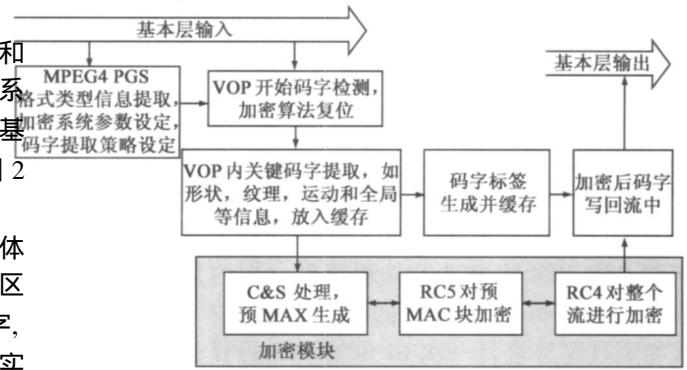 基本层输入
和
系
基
2
体
区
字,
实
MPEG4 PGS
格式类型信息提取,
加密系统参数设定,
码字提取策略设定
VOP 开始码字检测,
加密算法复位
基本层输出
VOP 内关键码字提取, 如
形状, 纹理, 运动和全局
等信息, 放入缓存
码字标签
生成并缓存
加密后码字
写回流中
C&S 处理,
预 MAX 生成
RC5 对预
MAC 块加密
RC4 对整个
流进行加密
加密模块